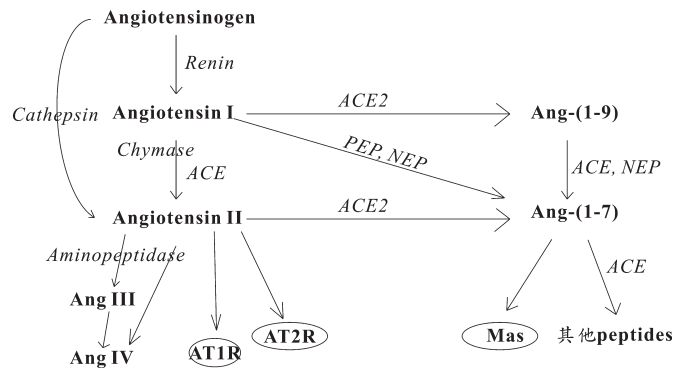 Angiotensinogen
Renin
Cathepsin
Angiotensin I
ACE2
Ang-(1-9)
Chymase
ACE
PEP, NEP
ACE, NEP
Angiotensin II
ACE2
Ang-(1-7)
Aminopeptidase
ACE
Ang III
Ang IV
AT1R
AT2R
Mas
其他peptides